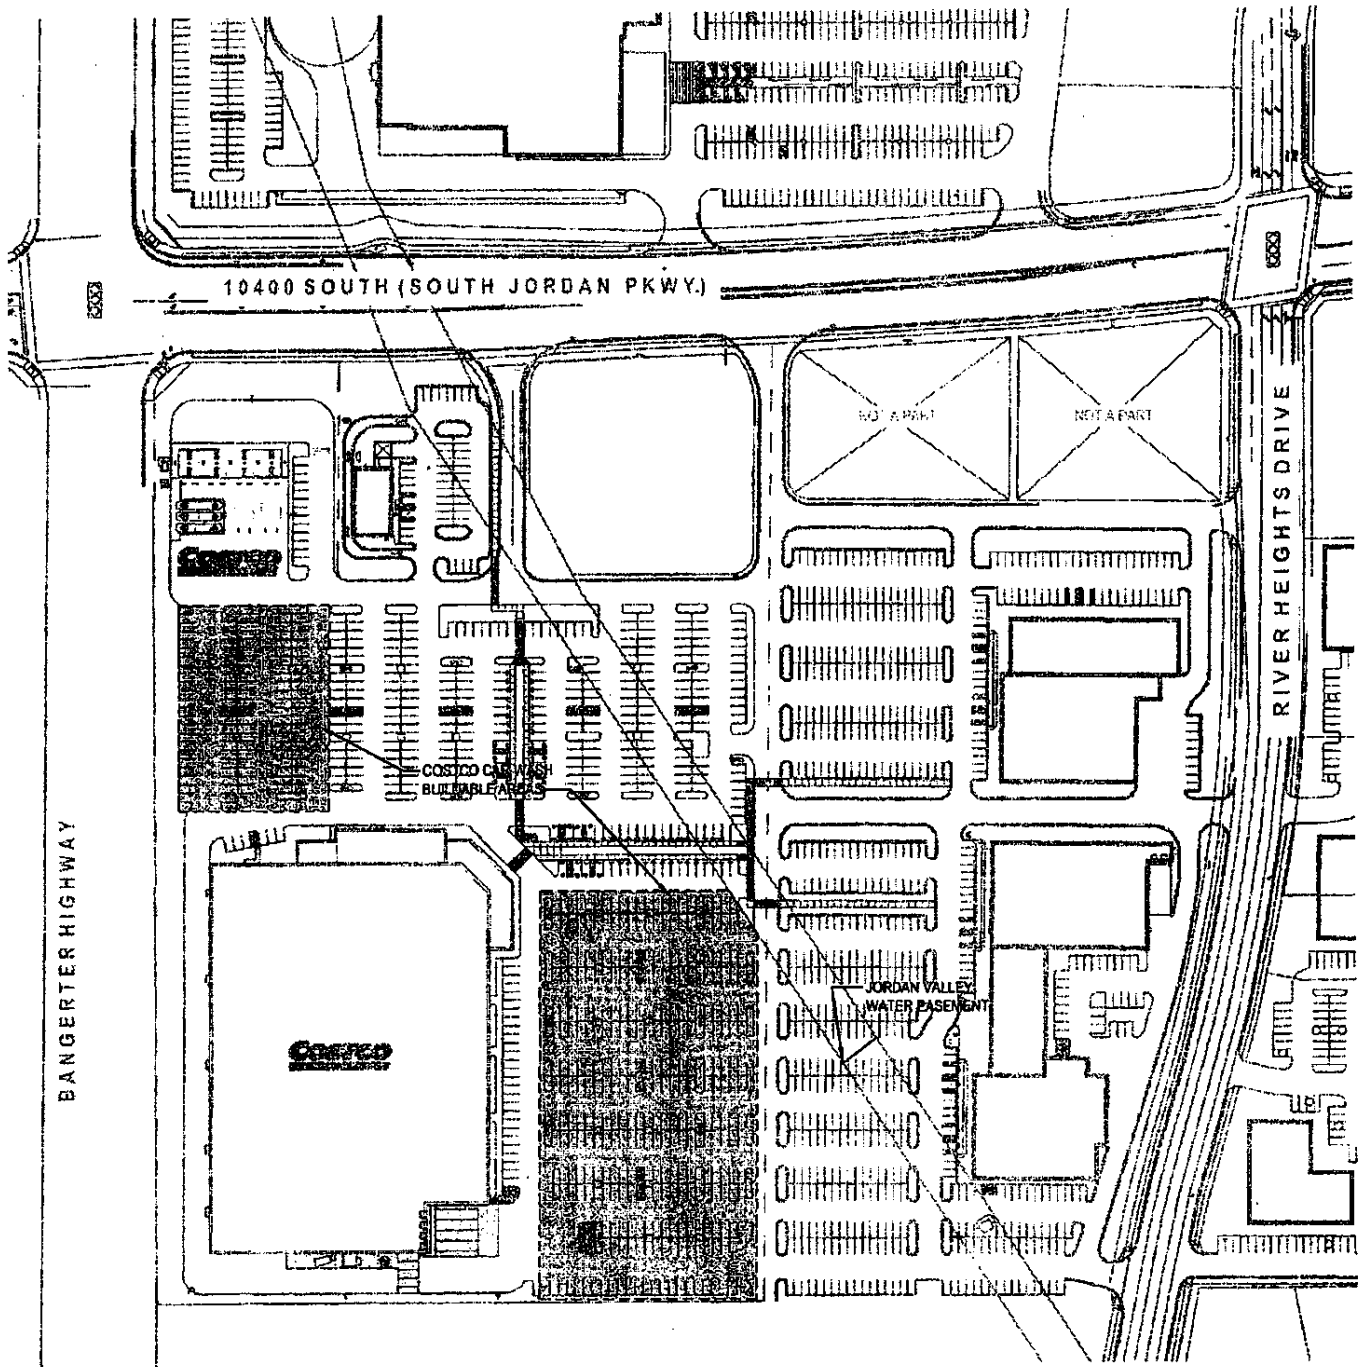 10400 SOUTH (SOUTH JORDAN PKWY.)
NOT A PART
NOT A PART
RIVER HEIGHTS DRIVE
COSTCO
COSTCO CAR WASH
BUILDABLE AREAS
BANGERTER HIGHWAY
JORDAN VALLEY
WATER EASEMENT
COSTCO